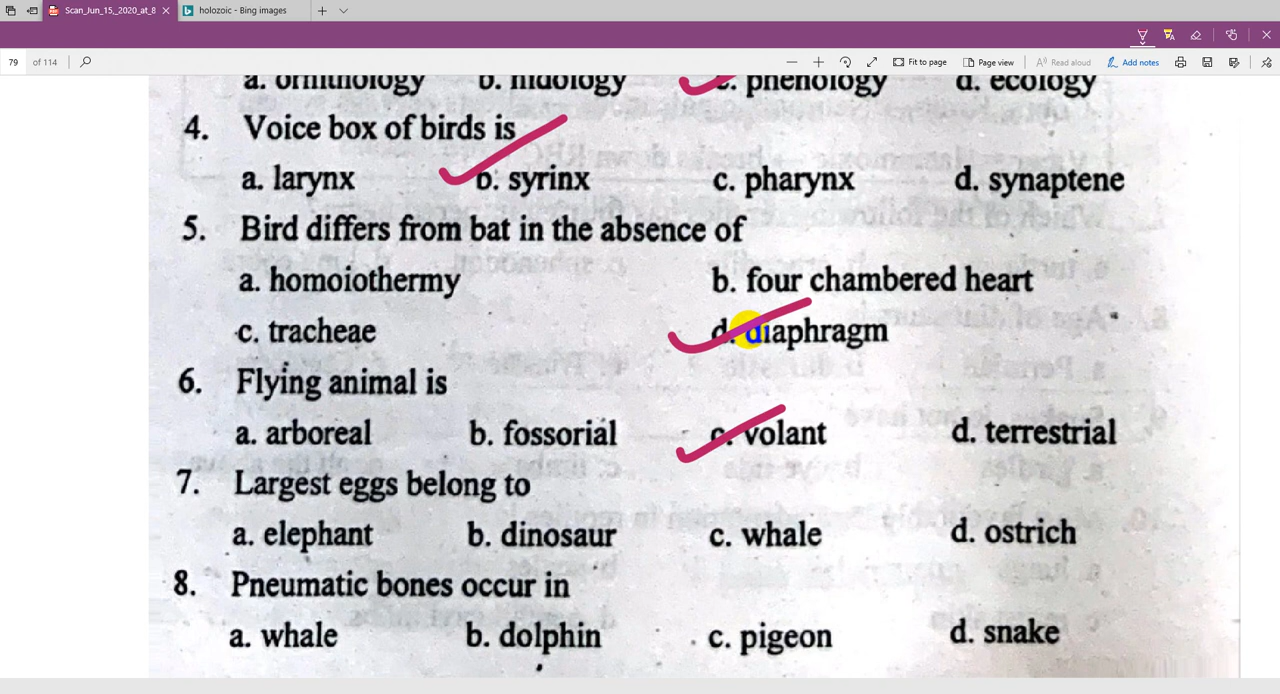 Scan_Jun_15,_2020_at_8
holozoic - Bing images
79 of 114
Fit to page
Page view
Read aloud
Add notes
a. ornithology b. nidology c. phenology d. ecology
4. Voice box of birds is
a. larynx b. syrinx c. pharynx d. synaptene
5. Bird differs from bat in the absence of
a. homoiothermy b. four chambered heart
c. tracheae d. diaphragm
6. Flying animal is
a. arboreal b. fossorial c. volant d. terrestrial
7. Largest eggs belong to
a. elephant b. dinosaur c. whale d. ostrich
8. Pneumatic bones occur in
a. whale b. dolphin c. pigeon d. snake